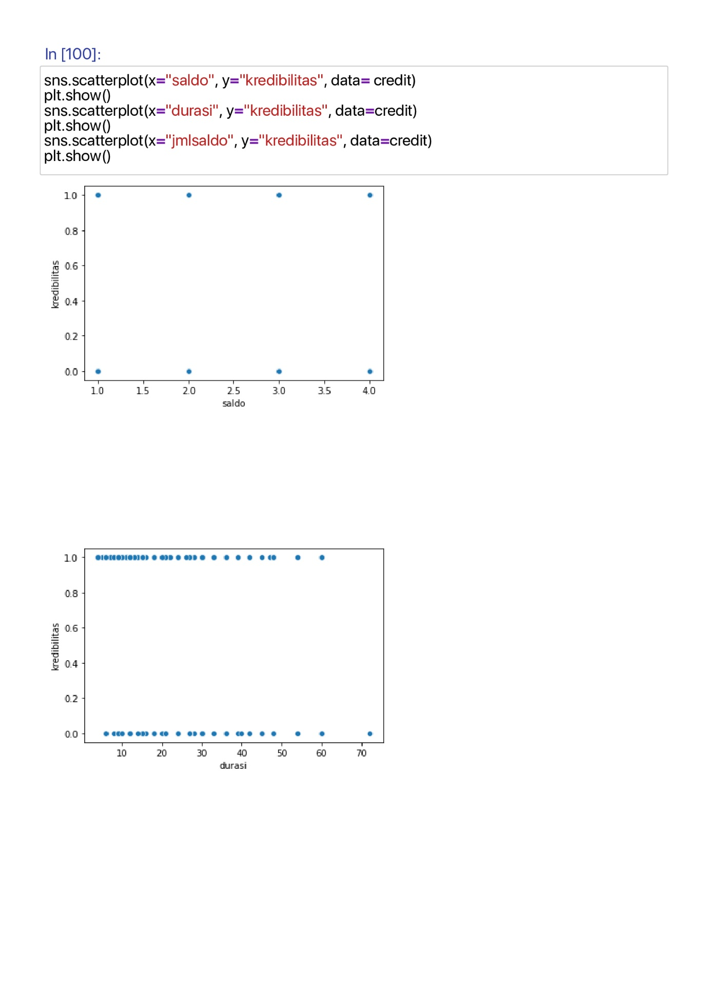 In [100]:
sns.scatterplot(x="saldo", y="kredibilitas", data= credit)
plt.show()
sns.scatterplot(x="durasi", y="kredibilitas", data=credit)
plt.show()
sns.scatterplot(x="jmlsaldo", y="kredibilitas", data=credit)
plt.show()
1.0
0.8
0.6
0.4
0.2
0.0
kredibilitas
1.0 1.5 2.0 2.5 3.0 3.5 4.0
saldo
1.0
0.8
0.6
0.4
0.2
0.0
kredibilitas
10 20 30 40 50 60 70
durasi